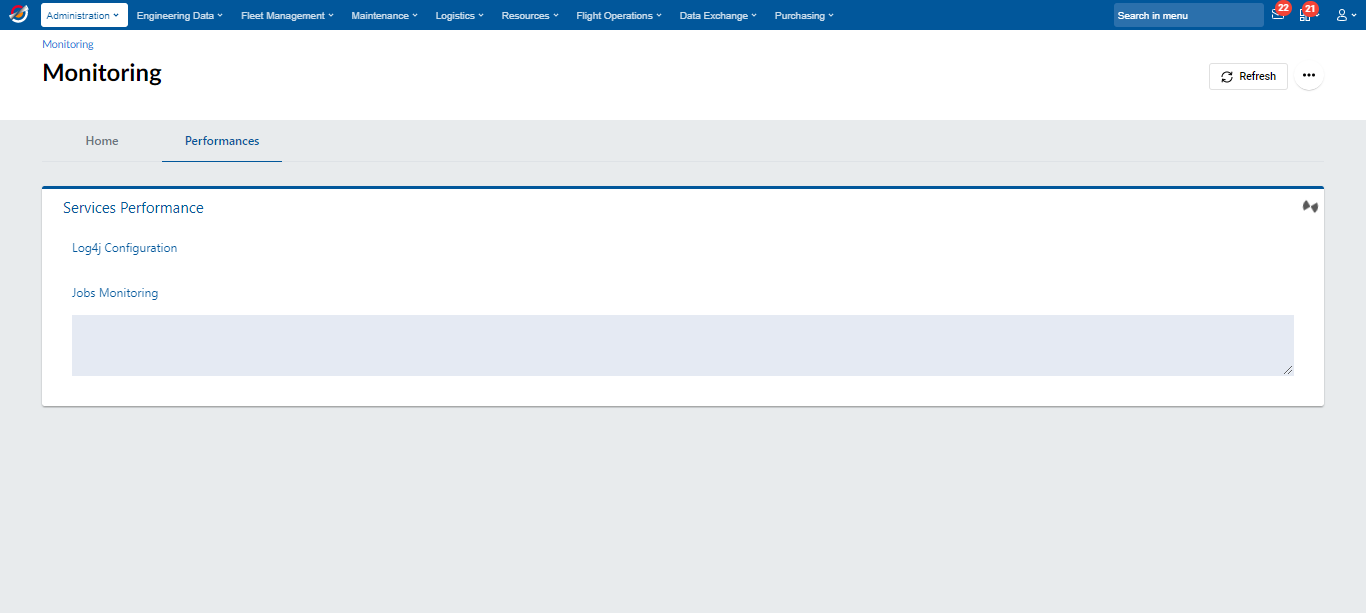 Administration
Engineering Data
Fleet Management
Maintenance
Logistics
Resources
Flight Operations
Data Exchange
Purchasing
Search in menu
22
21
Monitoring
Monitoring
Refresh
Home
Performances
Services Performance
Log4j Configuration
Jobs Monitoring